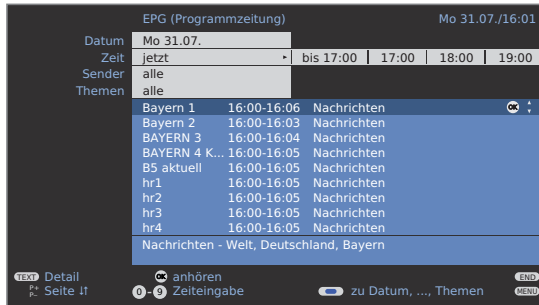 EPG (Programmzeitung) Mo 31.07./16:01
Datum Mo 31.07.
Zeit jetzt bis 17:00 17:00 18:00 19:00
Sender alle
Themen alle
Bayern 1 16:00-16:06 Nachrichten OK
Bayern 2 16:00-16:03 Nachrichten
BAYERN 3 16:00-16:04 Nachrichten
BAYERN 4 K... 16:00-16:05 Nachrichten
B5 aktuell 16:00-16:05 Nachrichten
hr1 16:00-16:05 Nachrichten
hr2 16:00-16:05 Nachrichten
hr3 16:00-16:05 Nachrichten
hr4 16:00-16:05 Nachrichten
Nachrichten - Welt, Deutschland, Bayern
TEXT Detail OK anhören END
P+ P- Seite ↓↑ 0-9 Zeiteingabe zu Datum, ..., Themen MENU